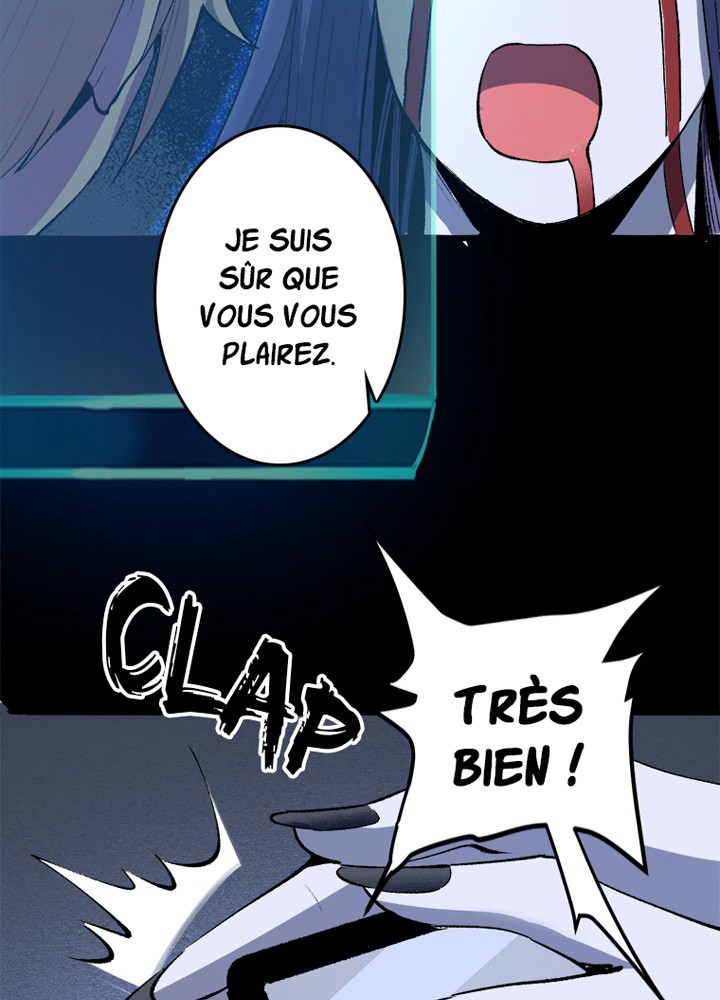 JE SUIS
SÛR QUE
VOUS VOUS
PLAIREZ.
CLAP
TRÈS
BIEN !